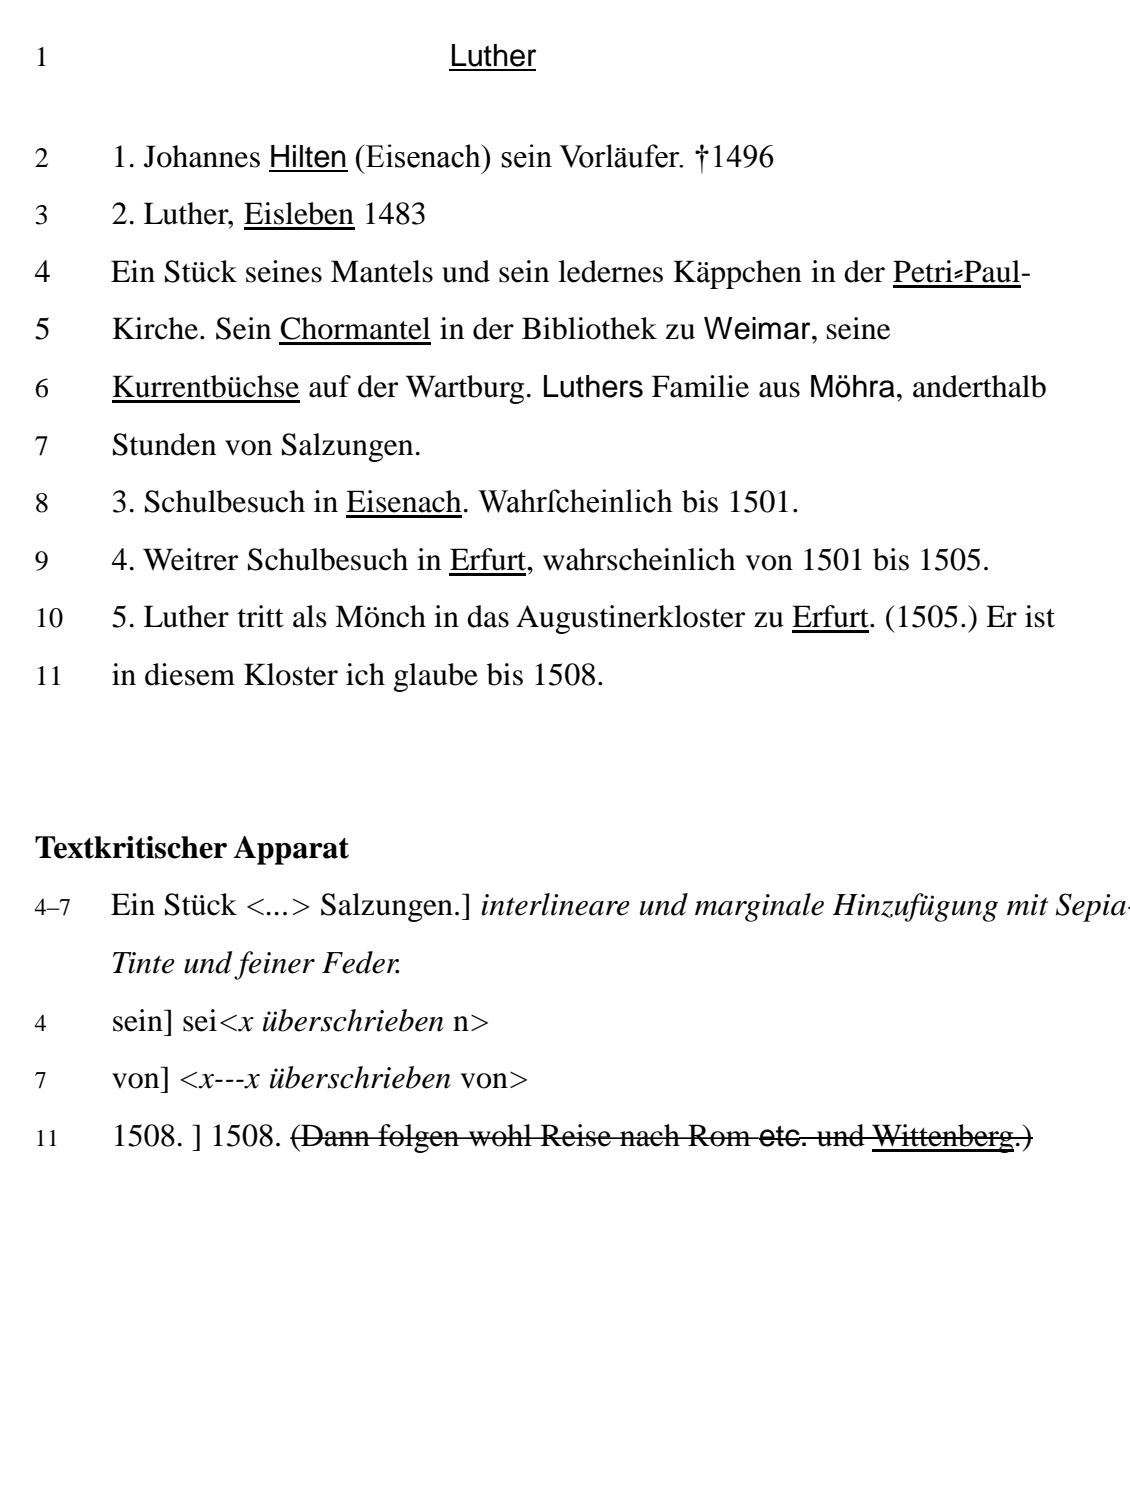 1 Luther
2 1. Johannes Hilten (Eisenach) sein Vorläufer. †1496
3 2. Luther, Eisleben 1483
4 Ein Stück seines Mantels und sein ledernes Käppchen in der Petri⸗Paul-
5 Kirche. Sein Chormantel in der Bibliothek zu Weimar, seine
6 Kurrentbüchse auf der Wartburg. Luthers Familie aus Möhra, anderthalb
7 Stunden von Salzungen.
8 3. Schulbesuch in Eisenach. Wahrſcheinlich bis 1501.
9 4. Weitrer Schulbesuch in Erfurt, wahrscheinlich von 1501 bis 1505.
10 5. Luther tritt als Mönch in das Augustinerkloster zu Erfurt. (1505.) Er ist
11 in diesem Kloster ich glaube bis 1508.
Textkritischer Apparat
4–7 Ein Stück <...> Salzungen.] interlineare und marginale Hinzufügung mit Sepia-
Tinte und feiner Feder.
4 sein] sei<x überschrieben n>
7 von] <x---x überschrieben von>
11 1508. ] 1508. (Dann folgen wohl Reise nach Rom etc. und Wittenberg.)